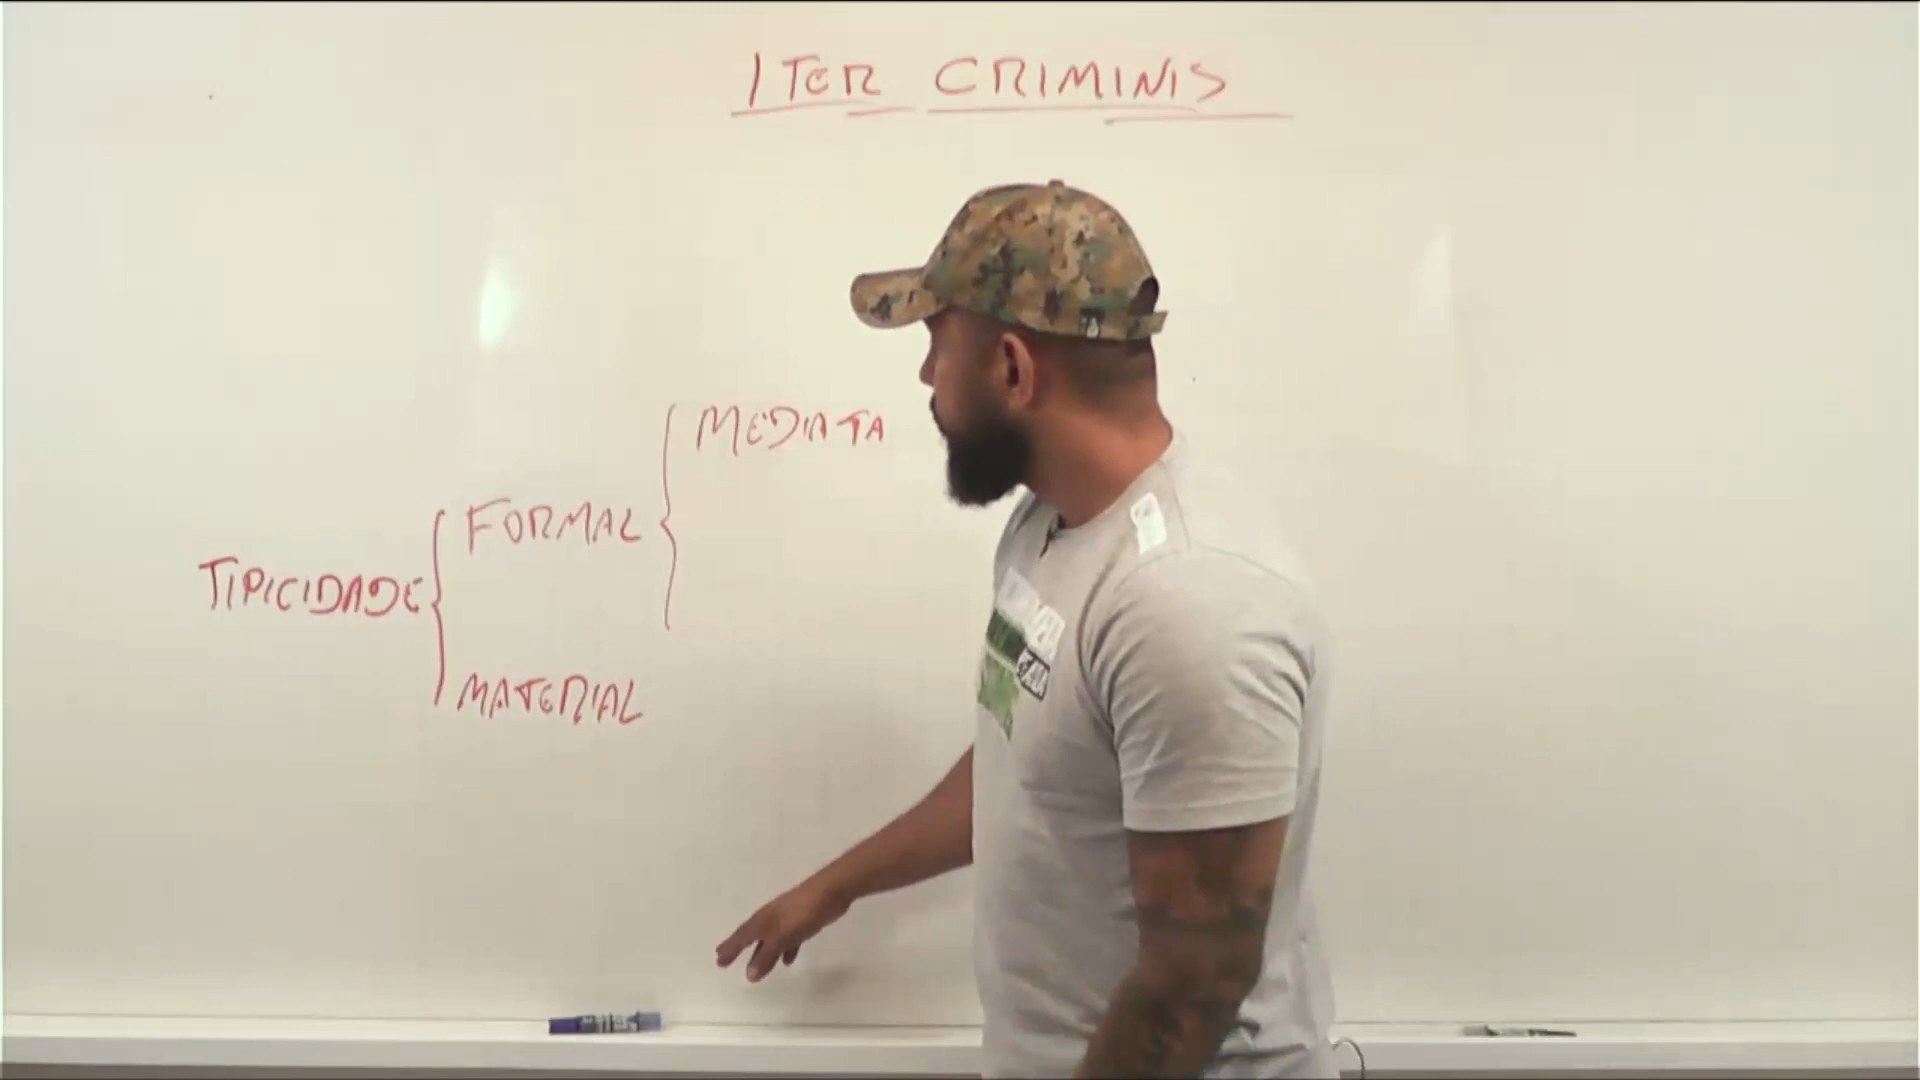 ITER CRIMINIS
MEDIATA
FORMAL
TIPICIDADE
MATERIAL